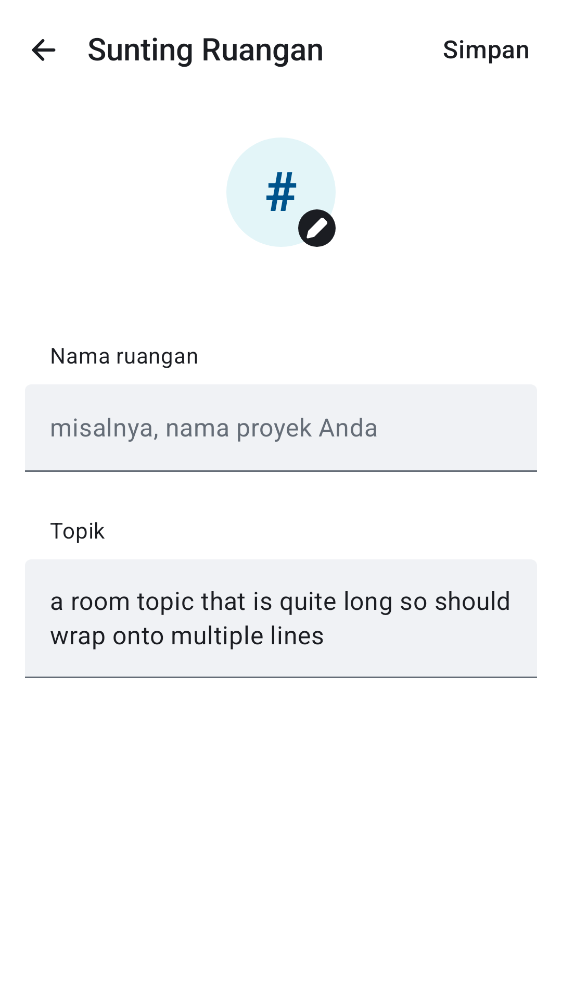 Sunting Ruangan
Simpan
#
Nama ruangan
misalnya, nama proyek Anda
Topik
a room topic that is quite long so should
wrap onto multiple lines